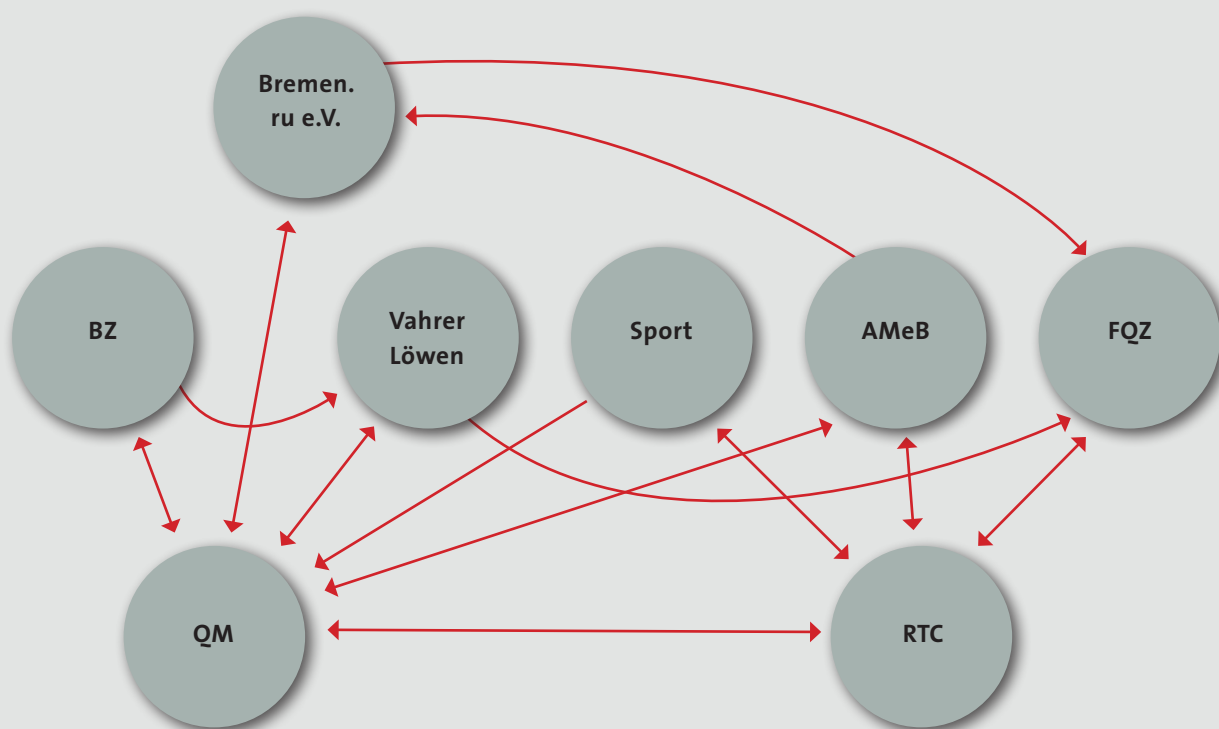 Bremen.
ru e.V.
BZ
Vahrer
Löwen
Sport
AMeB
FQZ
QM
RTC